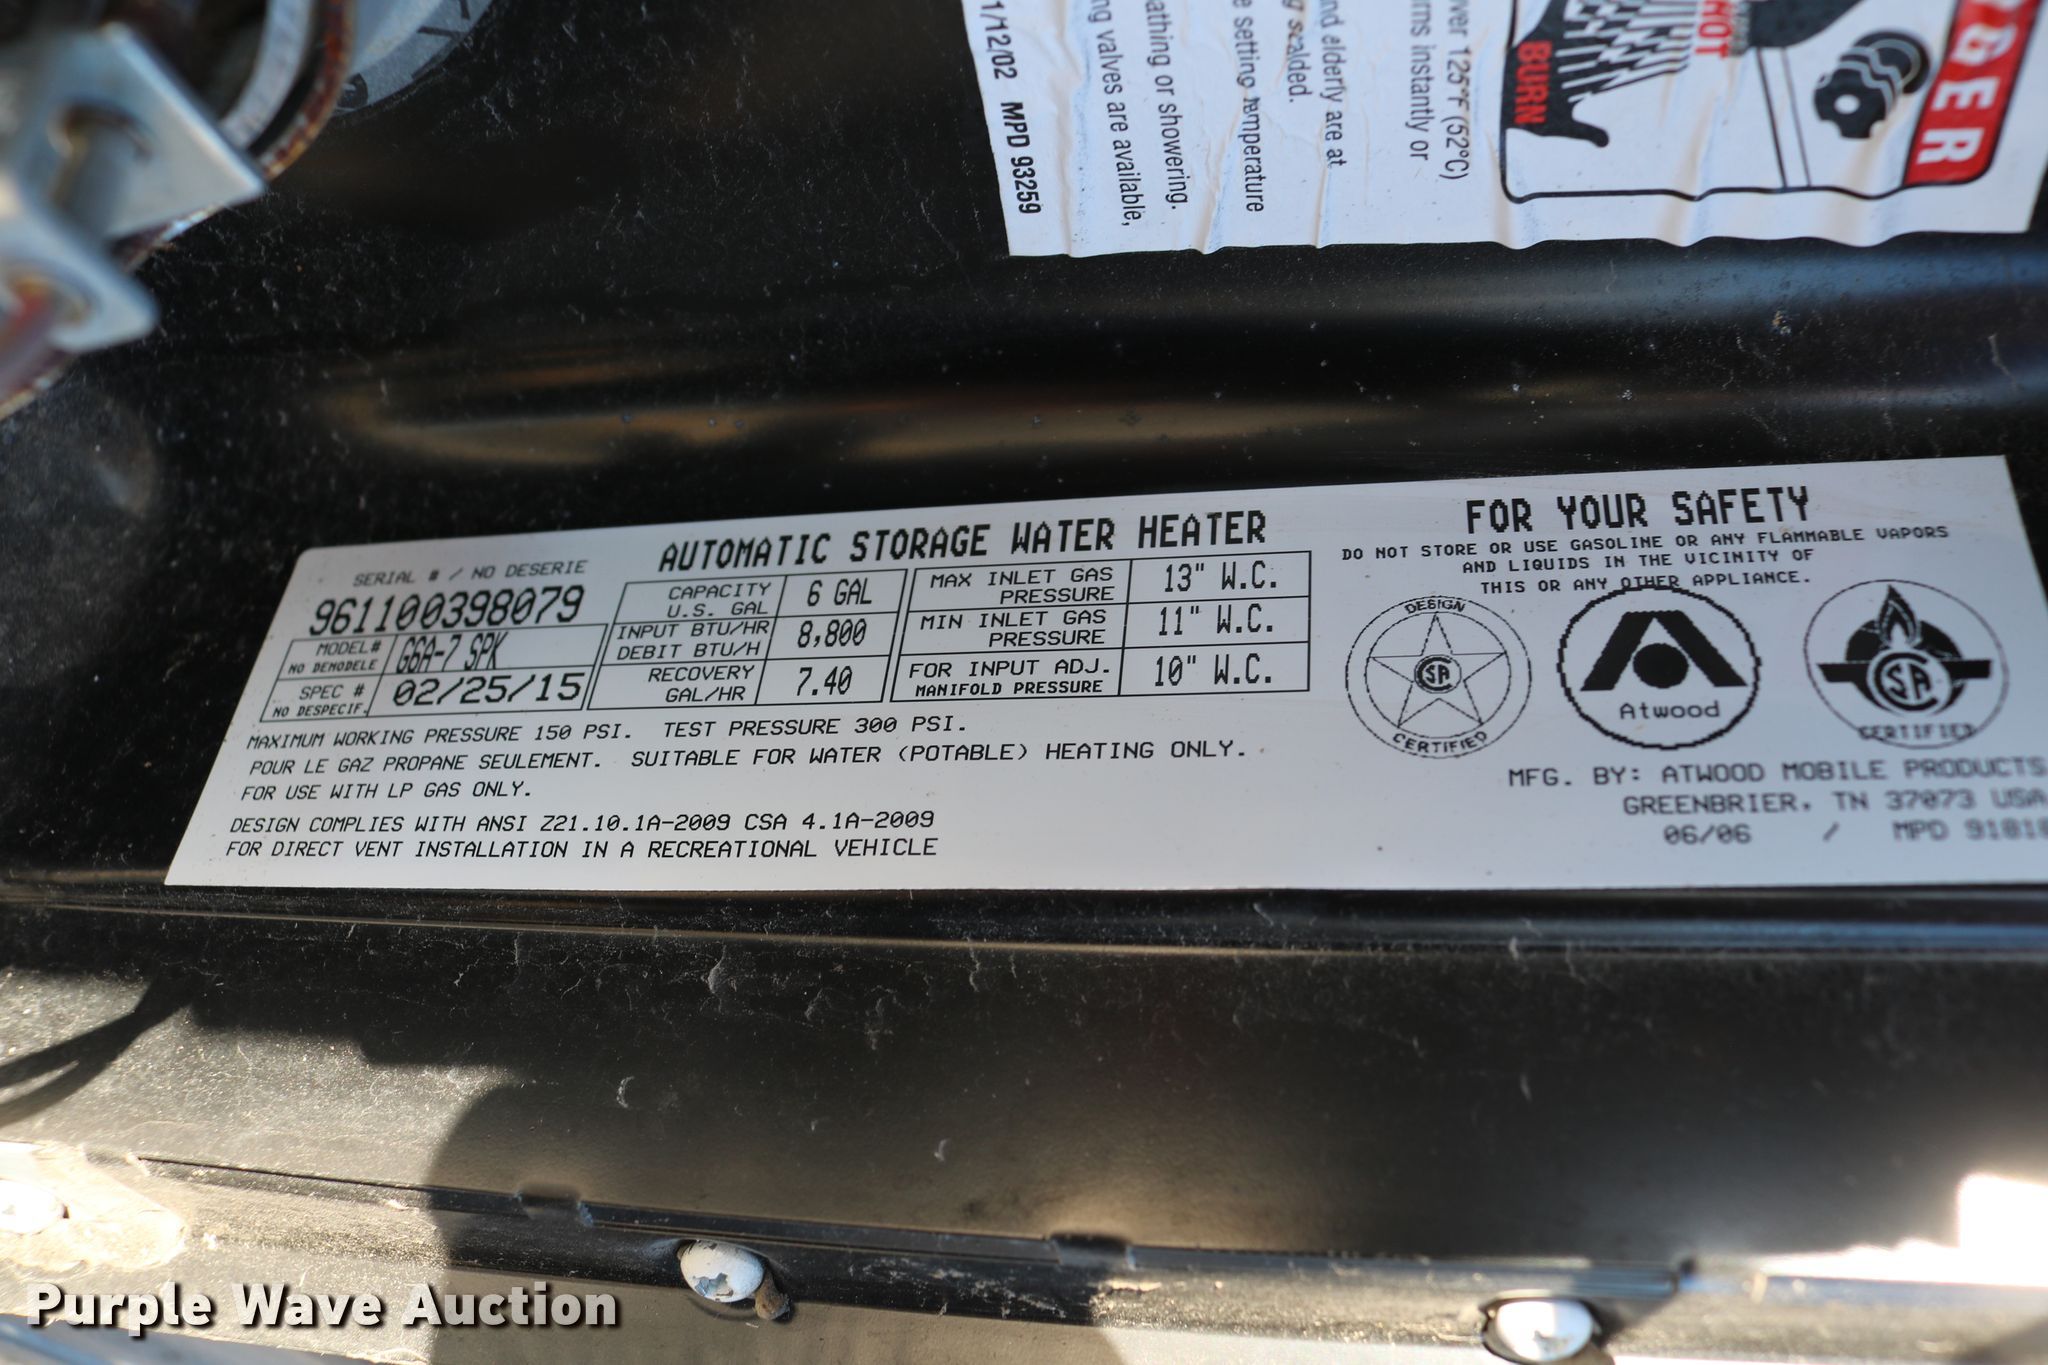 1/12/02 MPD 93259
ng valves are available,
athing or showering.
e setting temperature
g scalded.
nd elderly are at
rns instantly or
ver 125°F (52°C)
BURN
HOT
GER
SERIAL # / NO DESERIE
961100398079
MODEL# G6A-7 SPK
NO DEMODELE
SPEC # 02/25/15
NO DESPECIF.
AUTOMATIC STORAGE WATER HEATER
CAPACITY 6 GAL
U.S. GAL
INPUT BTU/HR 8,800
DEBIT BTU/H
RECOVERY 7.40
GAL/HR
MAX INLET GAS 13" W.C.
PRESSURE
MIN INLET GAS 11" W.C.
PRESSURE
FOR INPUT ADJ. 10" W.C.
MANIFOLD PRESSURE
MAXIMUM WORKING PRESSURE 150 PSI. TEST PRESSURE 300 PSI.
POUR LE GAZ PROPANE SEULEMENT. SUITABLE FOR WATER (POTABLE) HEATING ONLY.
FOR USE WITH LP GAS ONLY.
DESIGN COMPLIES WITH ANSI Z21.10.1A-2009 CSA 4.1A-2009
FOR DIRECT VENT INSTALLATION IN A RECREATIONAL VEHICLE
FOR YOUR SAFETY
DO NOT STORE OR USE GASOLINE OR ANY FLAMMABLE VAPORS
AND LIQUIDS IN THE VICINITY OF
THIS OR ANY OTHER APPLIANCE.
DESIGN
CSA
CERTIFIED
Atwood
CSA
CERTIFIED
MFG. BY: ATWOOD MOBILE PRODUCTS
GREENBRIER, TN 37073 USA
06/06 / MPD 91818
Purple Wave Auction